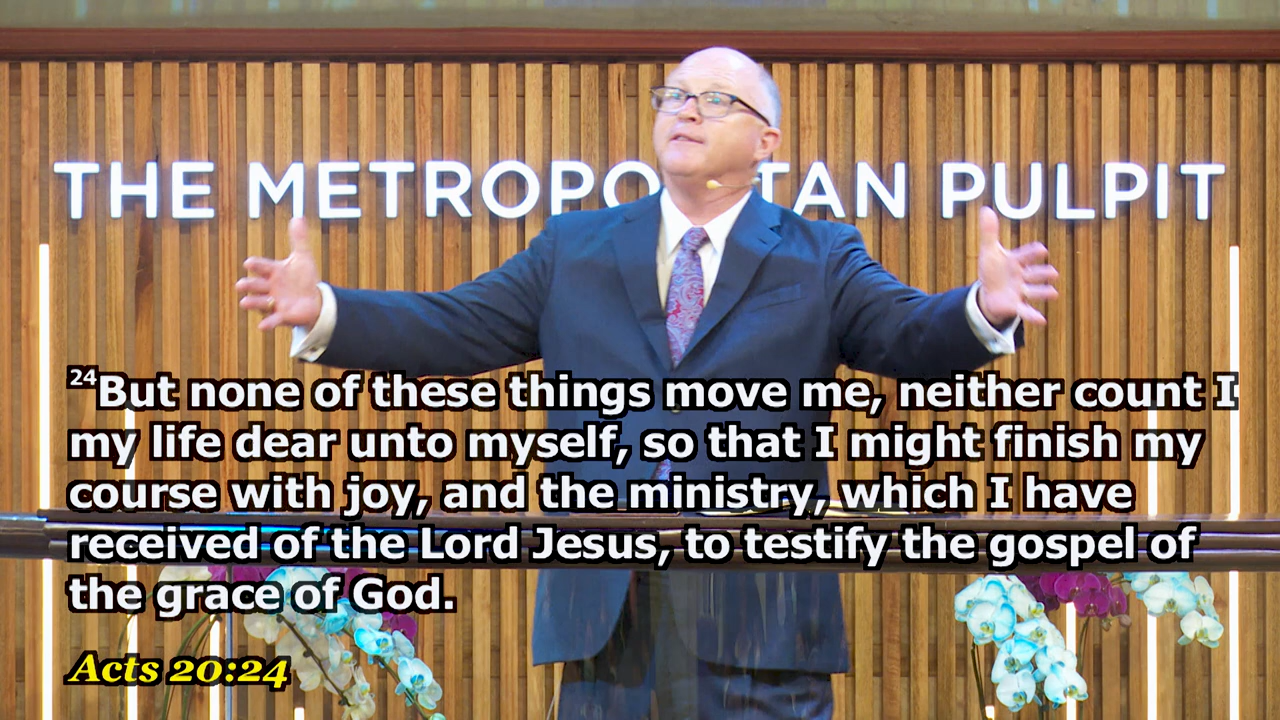 THE METROPO TAN PULPIT
24But none of these things move me, neither count I
my life dear unto myself, so that I might finish my
course with joy, and the ministry, which I have
received of the Lord Jesus, to testify the gospel of
the grace of God.
Acts 20:24